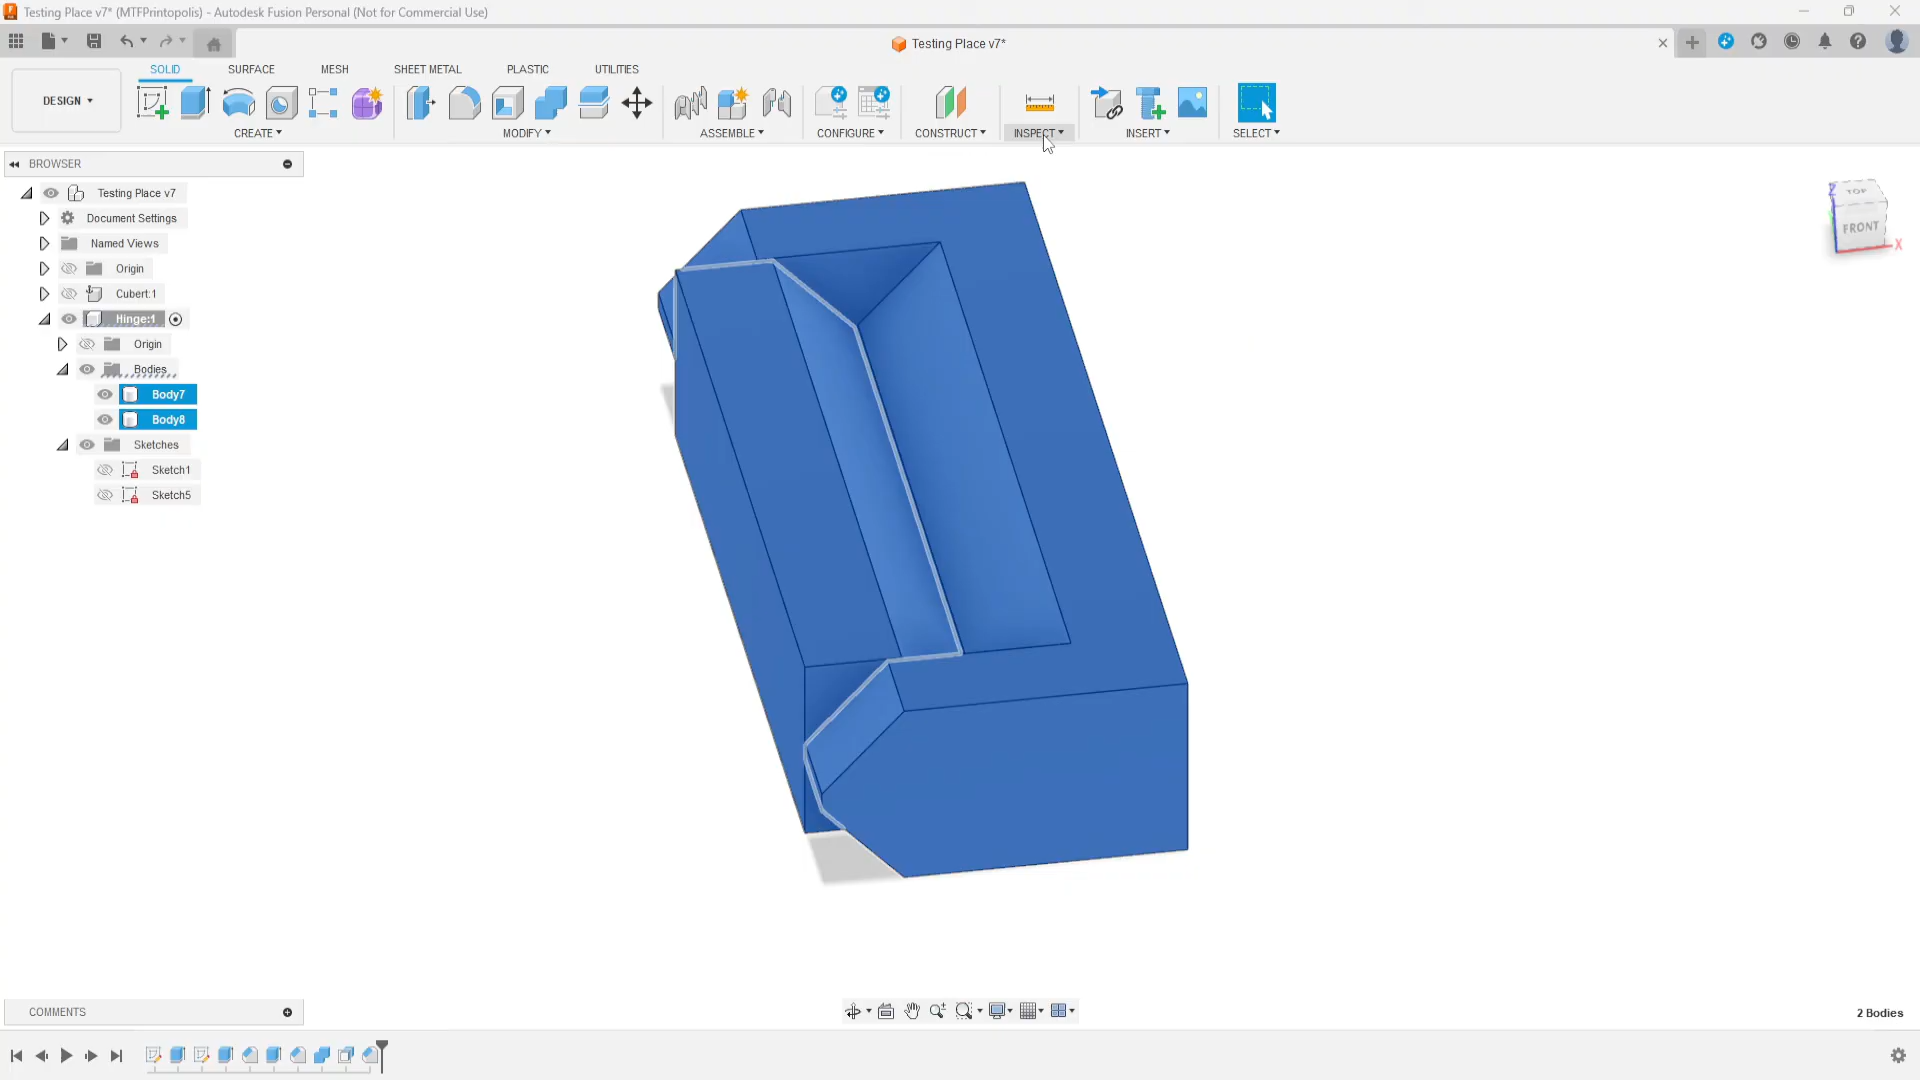 Testing Place v7* (MTFPrintopolis) - Autodesk Fusion Personal (Not for Commercial Use)
Testing Place v7*
SOLID SURFACE MESH SHEET METAL PLASTIC UTILITIES
DESIGN
CREATE MODIFY ASSEMBLE CONFIGURE CONSTRUCT INSPECT INSERT SELECT
BROWSER
Testing Place v7
Document Settings
Named Views
Origin
Cubert:1
Hinge:1
Origin
Bodies
Body7
Body8
Sketches
Sketch1
Sketch5
Z
TOP
FRONT
X
COMMENTS
2 Bodies